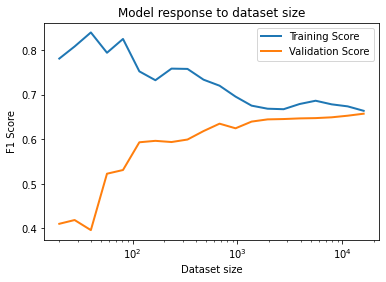 Model response to dataset size
Training Score
Validation Score
F1 Score
0.8
0.7
0.6
0.5
0.4
10²
10³
10⁴
Dataset size